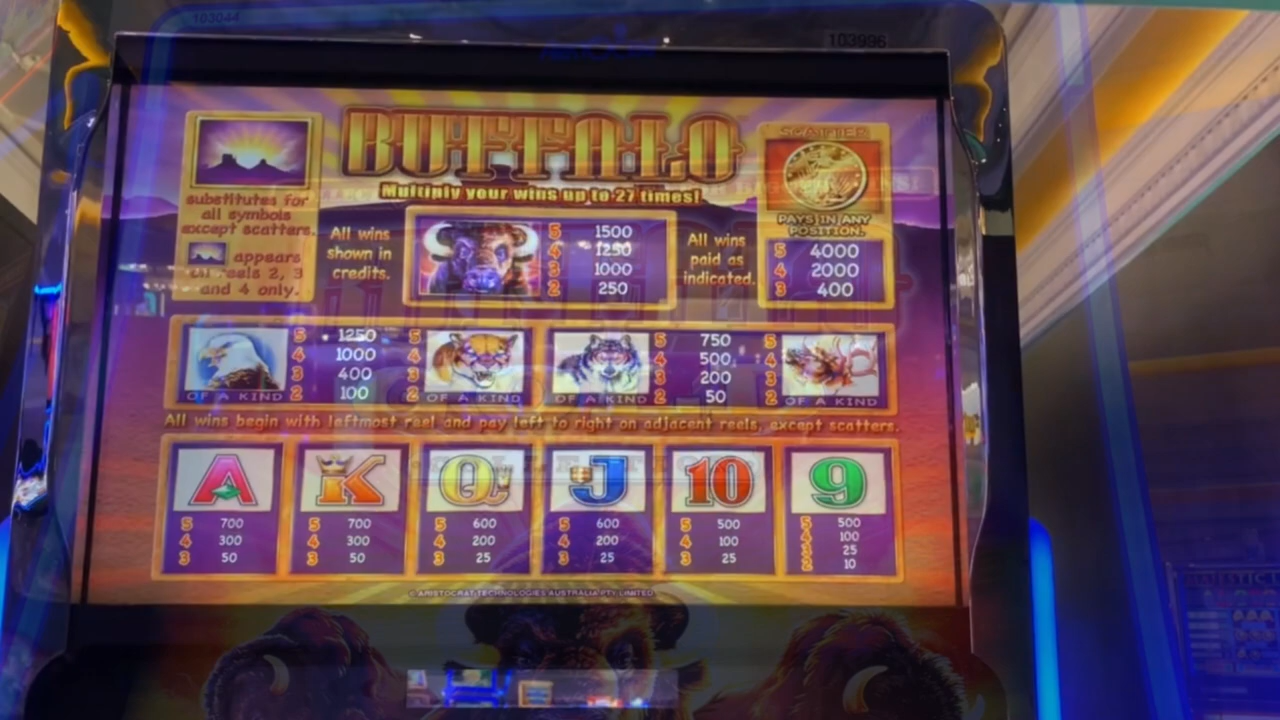 103044
103996
BUFFALO
Multiply your wins up to 27 times!
substitutes for
all symbols
except scatters.
appears
on reels 2, 3
and 4 only.
All wins
shown in
credits.
5 1500
4 1250
3 1000
2 250
All wins
paid as
indicated.
SCATTER
PAYS IN ANY
POSITION.
5 4000
4 2000
3 400
5 1250
4 1000
3 400
2 100
OF A KIND
5
4
3
2
OF A KIND
OF A KIND
5 750
4 500
3 200
2 50
5
4
3
2
OF A KIND
All wins begin with leftmost reel and pay left to right on adjacent reels, except scatters.
A
5 700
4 300
3 50
K
5 700
4 300
3 50
Q
5 600
4 200
3 25
J
5 600
4 200
3 25
10
5 500
4 100
3 25
9
5 500
4 100
3 25
2 10
© ARISTOCRAT TECHNOLOGIES AUSTRALIA PTY LIMITED